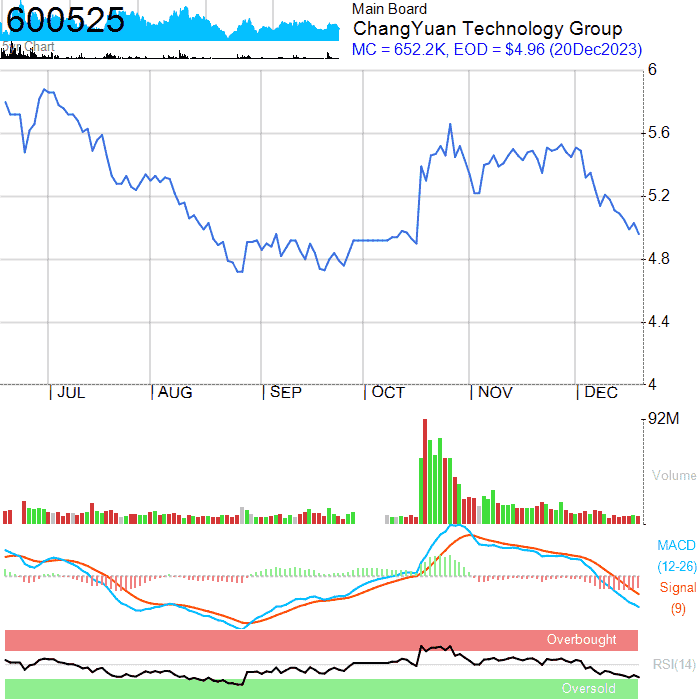 600525
5yr Chart
Main Board
ChangYuan Technology Group
MC = 652.2K, EOD = $4.96 (20Dec2023)
6
5.6
5.2
4.8
4.4
4
JUL AUG SEP OCT NOV DEC
92M
Volume
MACD
(12-26)
Signal
(9)
Overbought
RSI(14)
Oversold